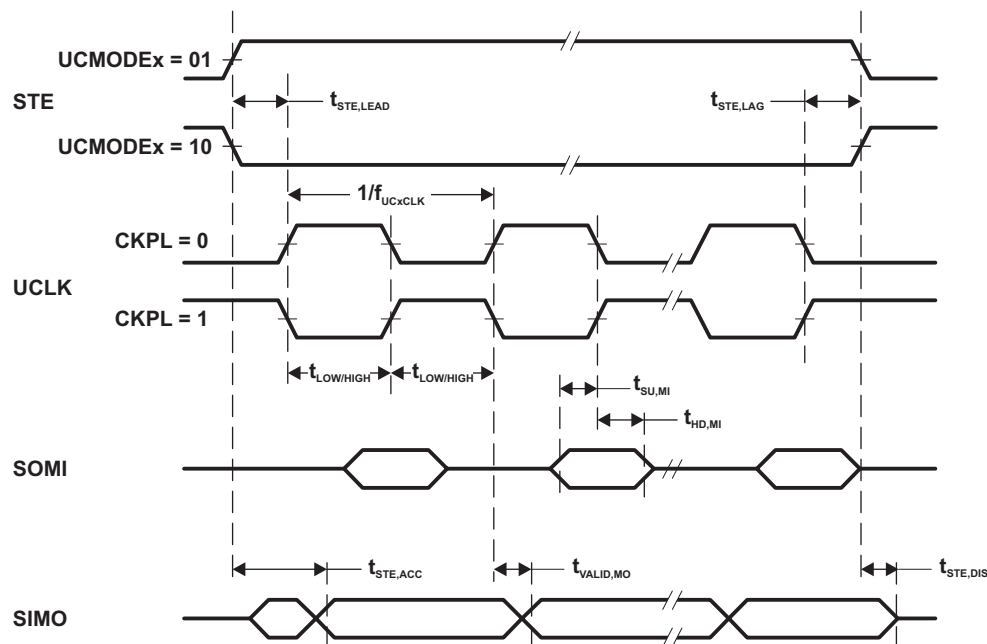 UCMODEx = 01
STE
t_STE,LEAD
t_STE,LAG
UCMODEx = 10
1/f_UCxCLK
CKPL = 0
UCLK
CKPL = 1
t_LOW/HIGH t_LOW/HIGH
t_SU,MI
t_HD,MI
SOMI
t_STE,ACC
t_VALID,MO
t_STE,DIS
SIMO